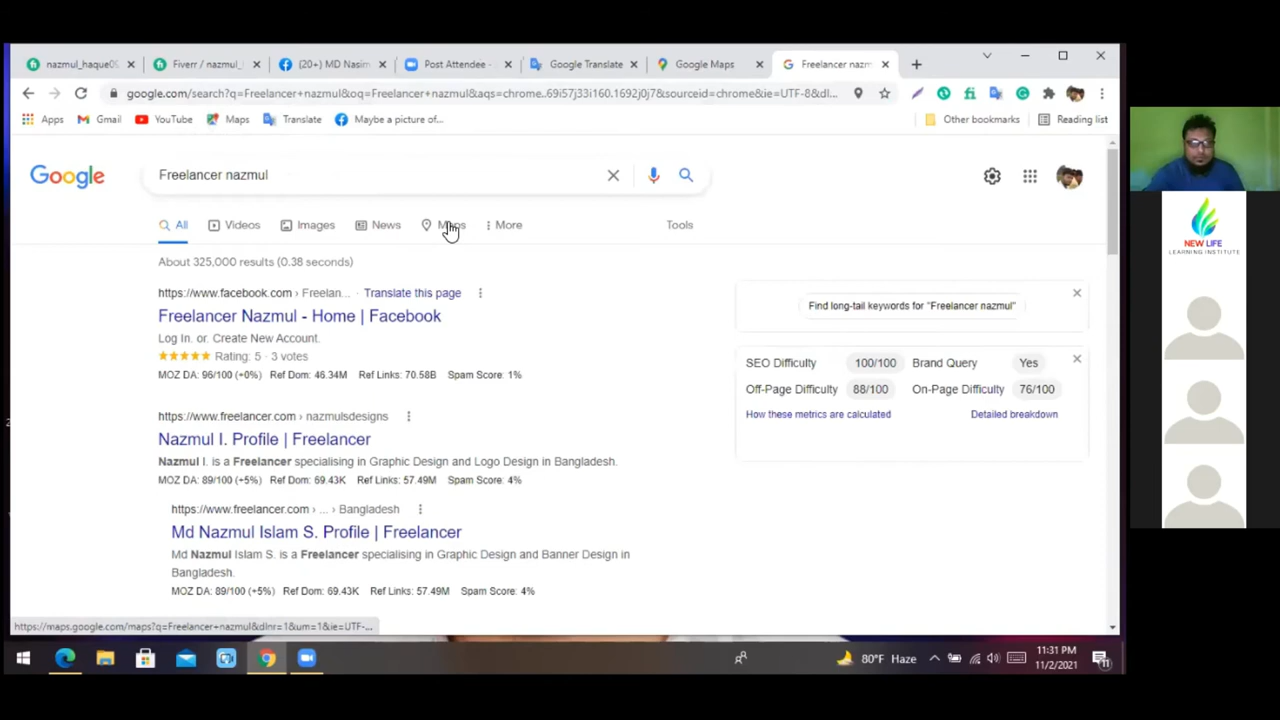 nazmul_haque0
Fiverr / nazmul_
(20+) MD Nasim
Post Attendee -
Google Translate
Google Maps
Freelancer nazm
google.com/search?q=Freelancer+nazmul&oq=Freelancer+nazmul&aqs=chrome...69i57j33i160.1692j0j7&sourceid=chrome&ie=UTF-8&dl...
Apps
Gmail
YouTube
Maps
Translate
Maybe a picture of...
Other bookmarks
Reading list
Google
Freelancer nazmul
All
Videos
Images
News
Maps
More
Tools
About 325,000 results (0.38 seconds)
https://www.facebook.com › Freelan... · Translate this page
Freelancer Nazmul - Home | Facebook
Log In. or. Create New Account.
Rating: 5 · 3 votes
MOZ DA: 96/100 (+0%) Ref Dom: 46.34M Ref Links: 70.58B Spam Score: 1%
https://www.freelancer.com › nazmulsdesigns
Nazmul I. Profile | Freelancer
Nazmul I. is a Freelancer specialising in Graphic Design and Logo Design in Bangladesh.
MOZ DA: 89/100 (+5%) Ref Dom: 69.43K Ref Links: 57.49M Spam Score: 4%
https://www.freelancer.com › ... › Bangladesh
Md Nazmul Islam S. Profile | Freelancer
Md Nazmul Islam S. is a Freelancer specialising in Graphic Design and Banner Design in
Bangladesh.
MOZ DA: 89/100 (+5%) Ref Dom: 69.43K Ref Links: 57.49M Spam Score: 4%
Find long-tail keywords for "Freelancer nazmul"
SEO Difficulty 100/100 Brand Query Yes
Off-Page Difficulty 88/100 On-Page Difficulty 76/100
How these metrics are calculated Detailed breakdown
https://maps.google.com/maps?q=Freelancer+nazmul&dlnr=1&um=1&ie=UTF-...
80°F Haze
11:31 PM
11/2/2021
11
NEW LIFE
LEARNING INSTITUTE